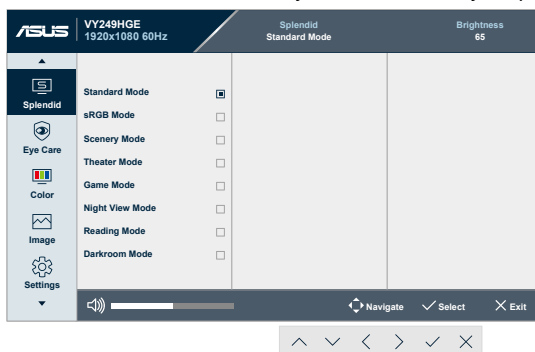 ASUS
VY249HGE
1920x1080 60Hz
Splendid
Standard Mode
Brightness
65
Splendid
Eye Care
Color
Image
Settings
Standard Mode
sRGB Mode
Scenery Mode
Theater Mode
Game Mode
Night View Mode
Reading Mode
Darkroom Mode
Navigate
Select
Exit